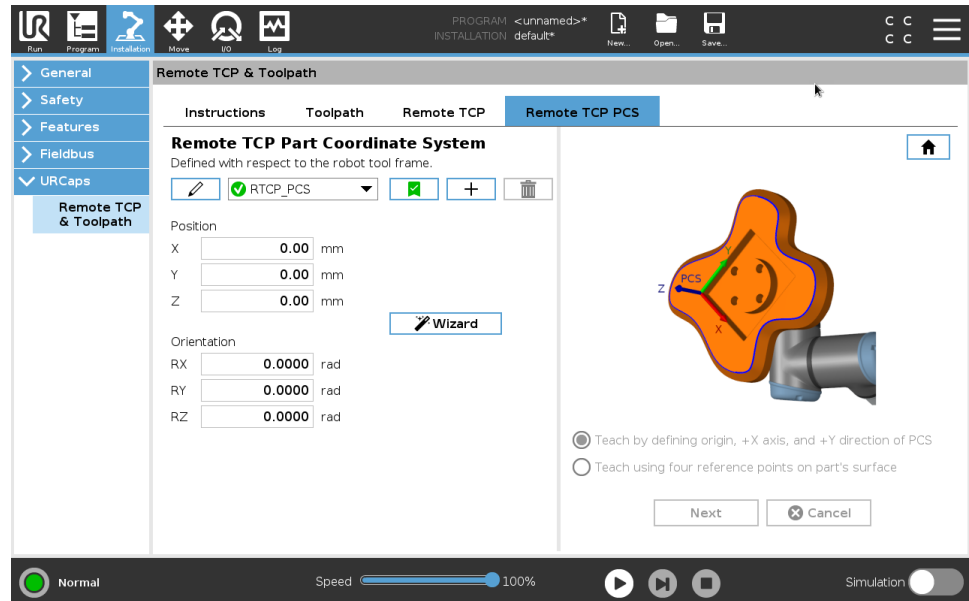 PROGRAM <unnamed>*
INSTALLATION default*
Run Program Installation Move I/O Log New... Open... Save...
C C
C C
General
Safety
Features
Fieldbus
URCaps
Remote TCP
& Toolpath
Remote TCP & Toolpath
Instructions Toolpath Remote TCP Remote TCP PCS
Remote TCP Part Coordinate System
Defined with respect to the robot tool frame.
RTCP_PCS
Position
X 0.00 mm
Y 0.00 mm
Z 0.00 mm
Wizard
Orientation
RX 0.0000 rad
RY 0.0000 rad
RZ 0.0000 rad
Y
PCS
Z
X
Teach by defining origin, +X axis, and +Y direction of PCS
Teach using four reference points on part's surface
Next Cancel
Normal Speed 100% Simulation